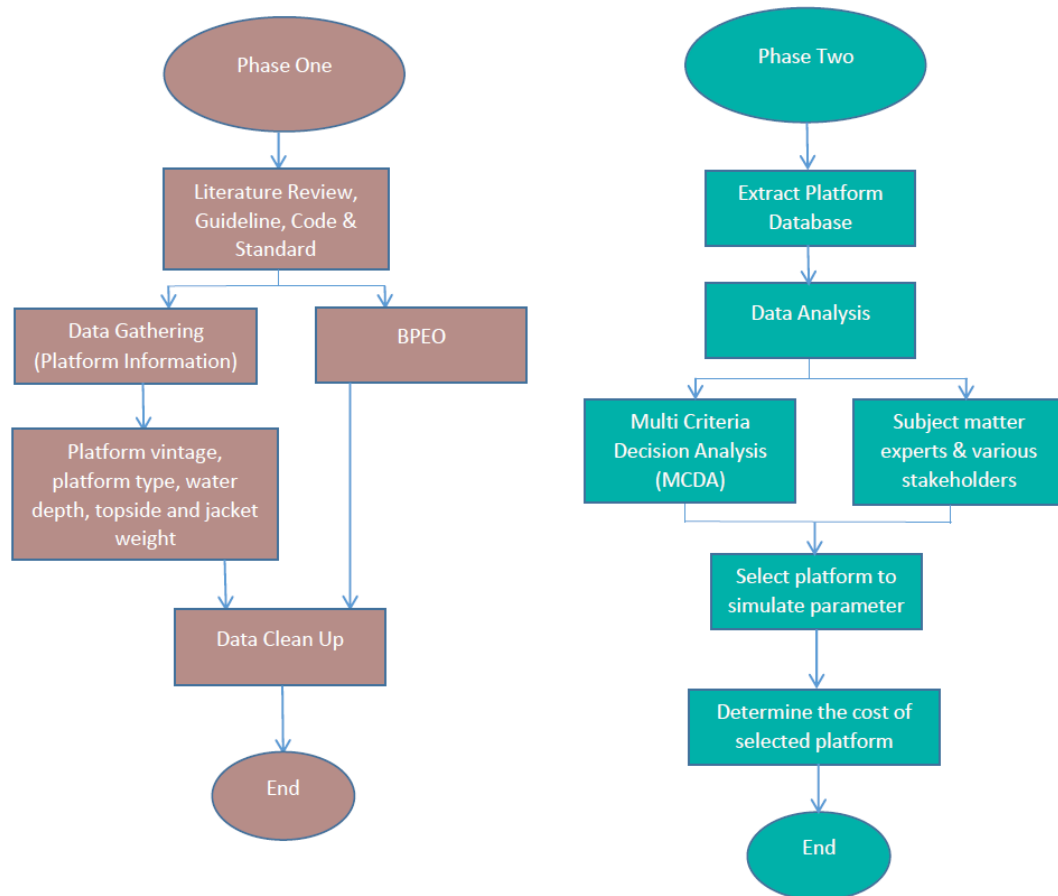 Phase One
Literature Review,
Guideline, Code &
Standard
Data Gathering
(Platform Information)
BPEO
Platform vintage,
platform type, water
depth, topside and jacket
weight
Data Clean Up
End
Phase Two
Extract Platform
Database
Data Analysis
Multi Criteria
Decision Analysis
(MCDA)
Subject matter
experts & various
stakeholders
Select platform to
simulate parameter
Determine the cost of
selected platform
End